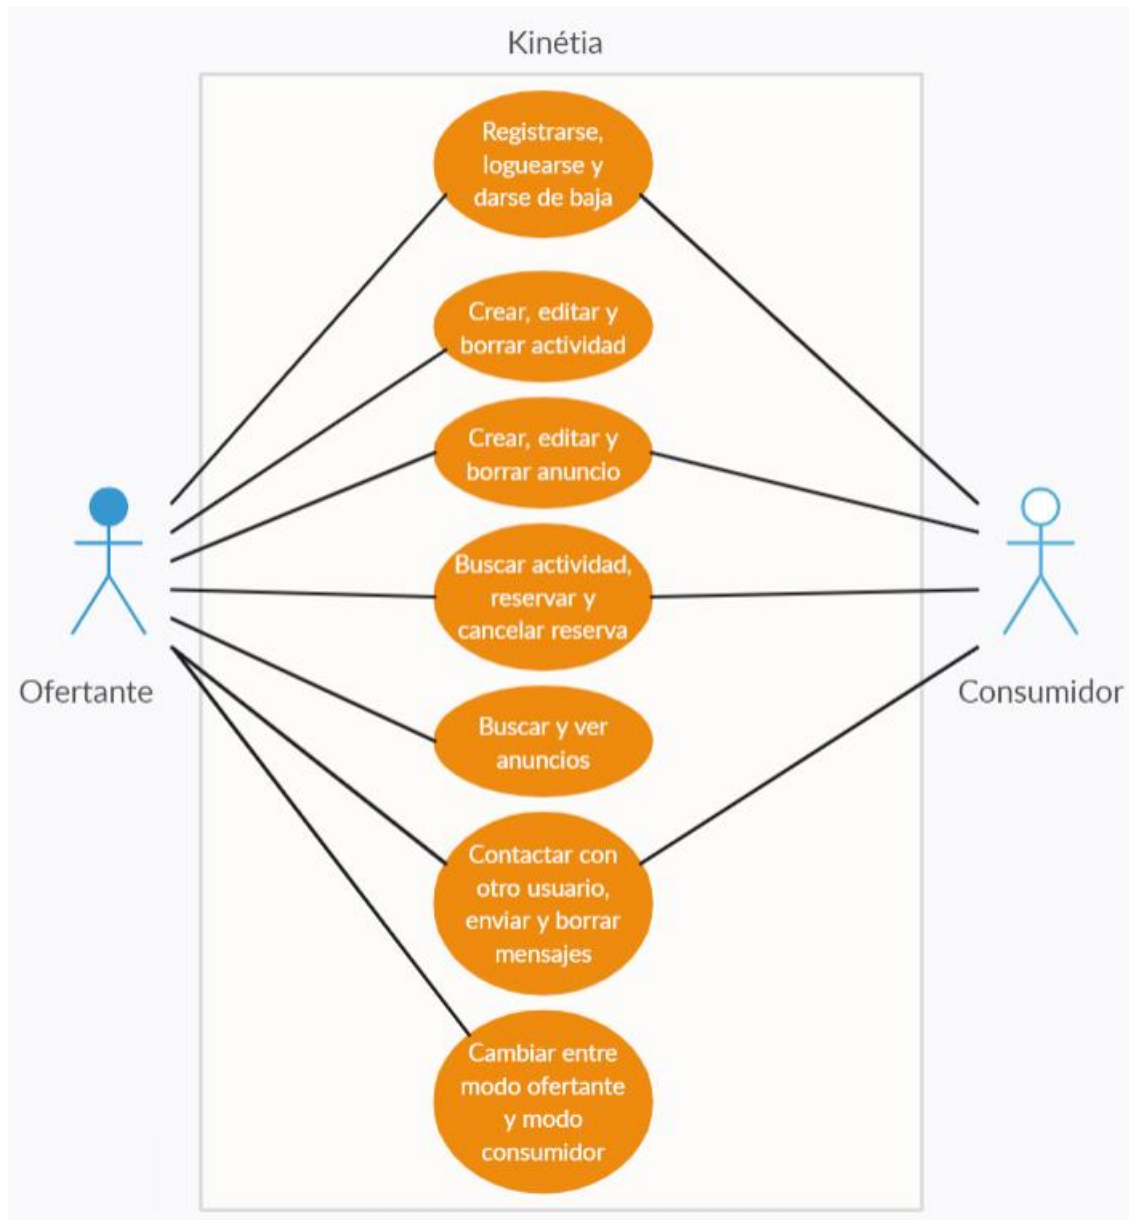 Kinétia
Registrarse,
loguearse y
darse de baja
Crear, editar y
borrar actividad
Crear, editar y
borrar anuncio
Buscar actividad,
reservar y
cancelar reserva
Ofertante
Consumidor
Buscar y ver
anuncios
Contactar con
otro usuario,
enviar y borrar
mensajes
Cambiar entre
modo ofertante
y modo
consumidor